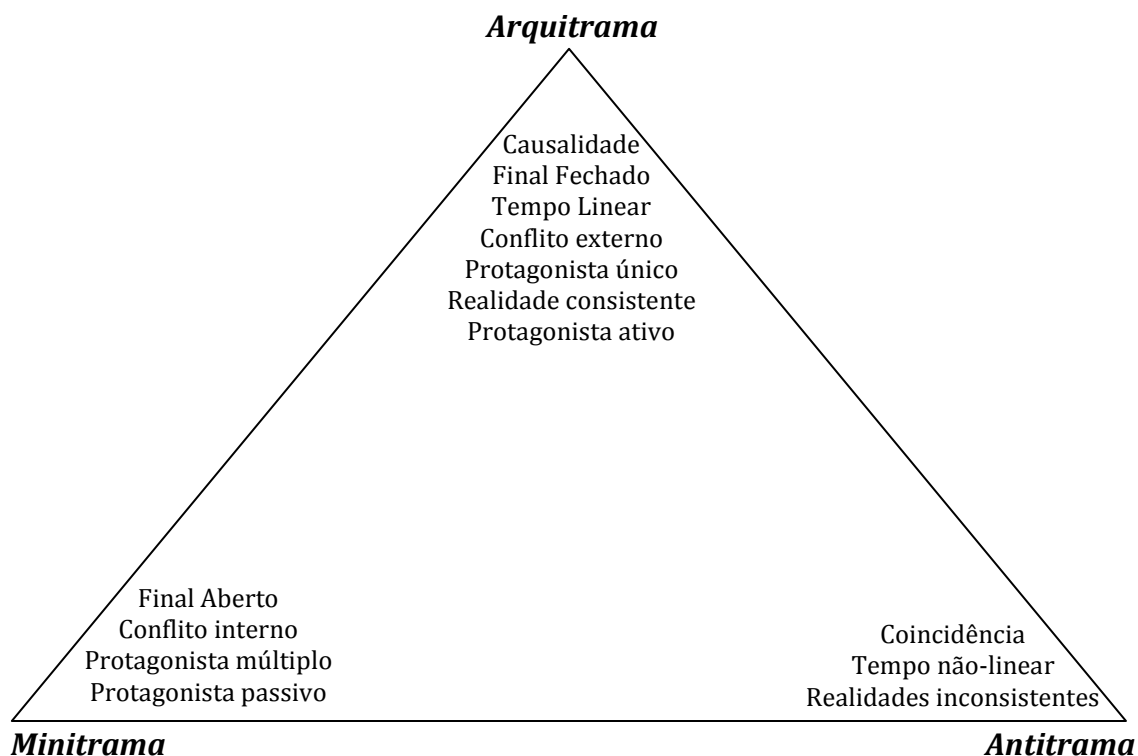 Arquitrama
Causalidade
Final Fechado
Tempo Linear
Conflito externo
Protagonista único
Realidade consistente
Protagonista ativo
Final Aberto
Conflito interno
Protagonista múltiplo
Protagonista passivo
Coincidência
Tempo não-linear
Realidades inconsistentes
Minitrama
Antitrama